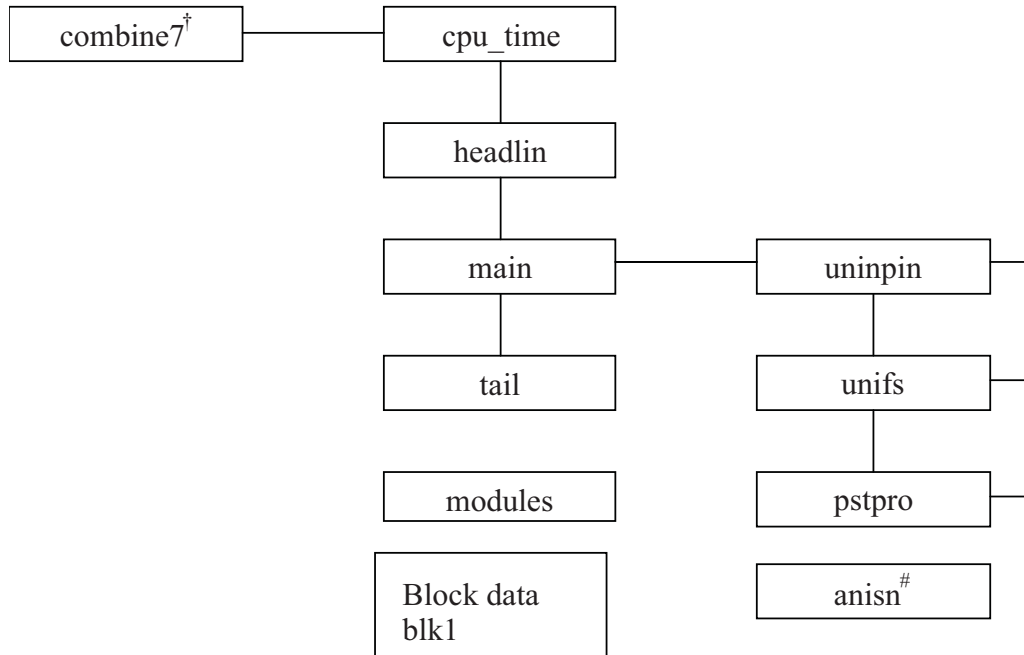 combine7†
cpu_time
headlin
main
uninpin
tail
unifs
modules
pstpro
Block data
blk1
anisn#